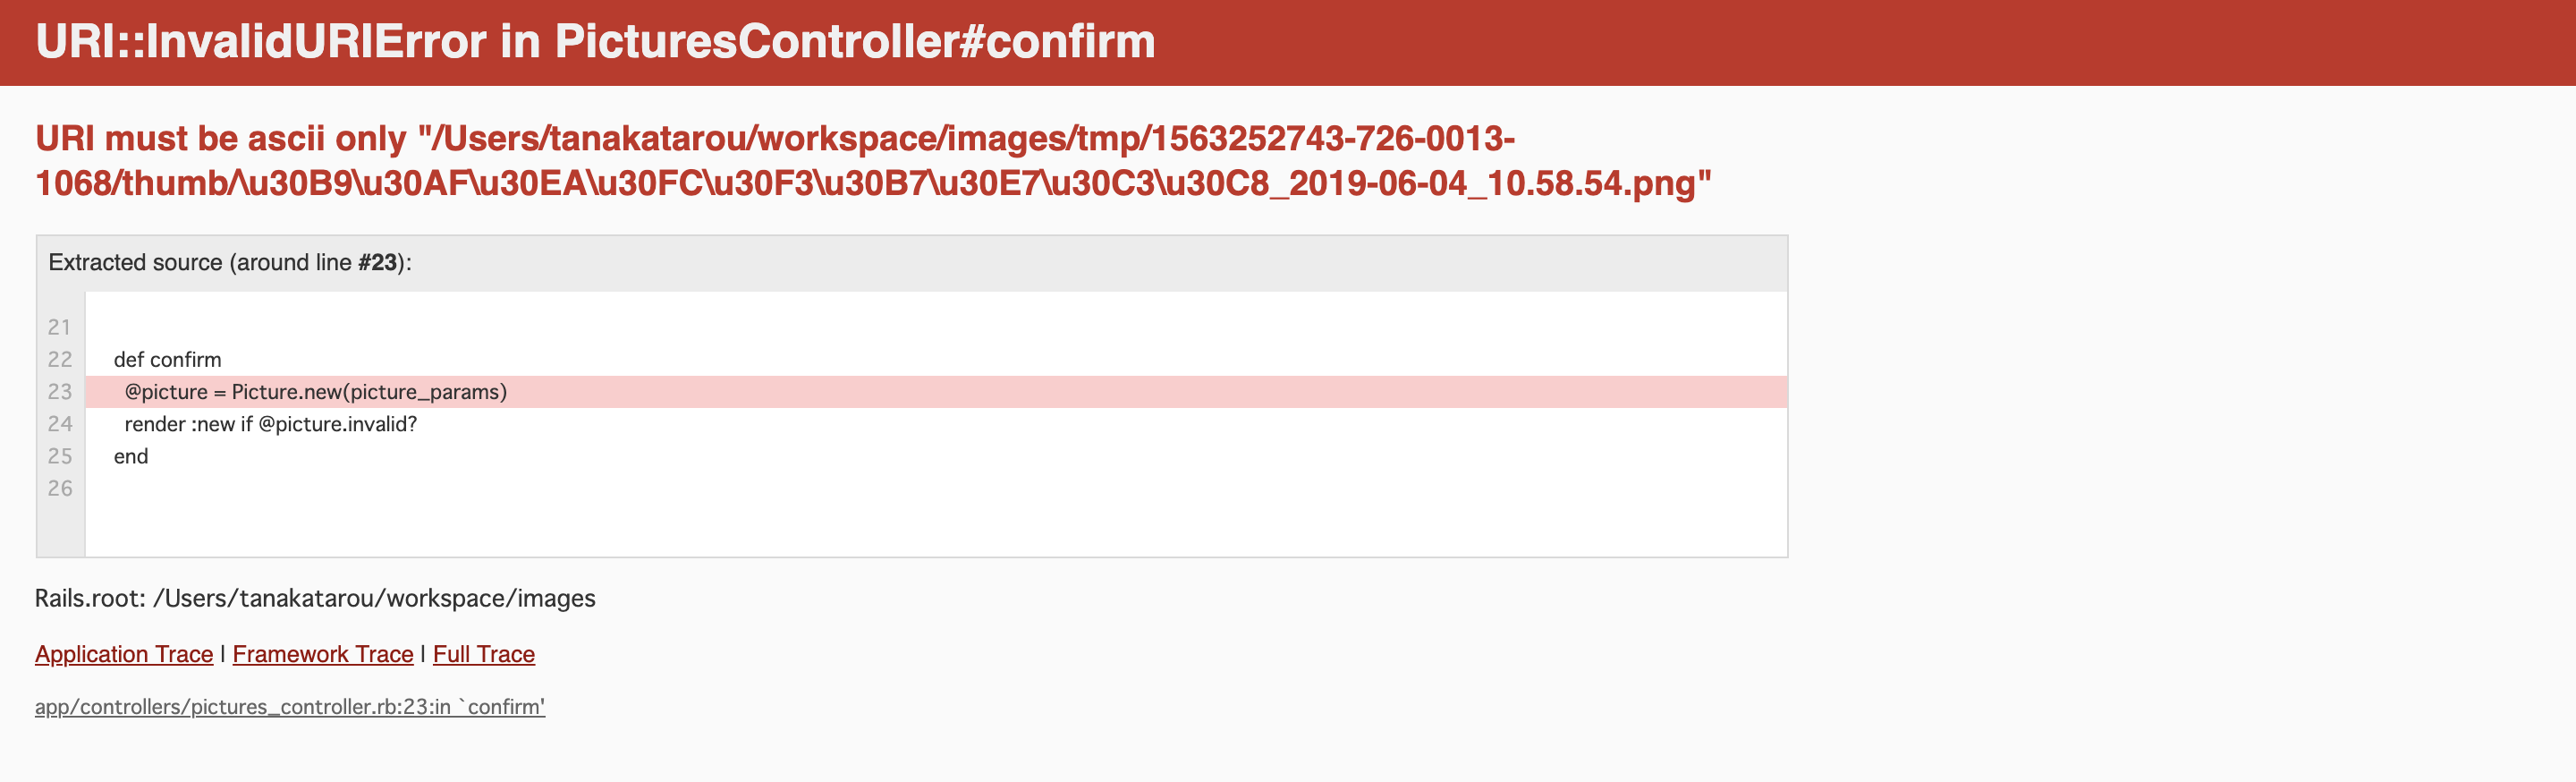 URI::InvalidURIError in PicturesController#confirm
URI must be ascii only "/Users/tanakatarou/workspace/images/tmp/1563252743-726-0013-
1068/thumb/\u30B9\u30AF\u30EA\u30FC\u30F3\u30B7\u30E7\u30C3\u30C8_2019-06-04_10.58.54.png"
Extracted source (around line #23):
21
22 def confirm
23 @picture = Picture.new(picture_params)
24 render :new if @picture.invalid?
25 end
26
Rails.root: /Users/tanakatarou/workspace/images
Application Trace | Framework Trace | Full Trace
app/controllers/pictures_controller.rb:23:in `confirm'